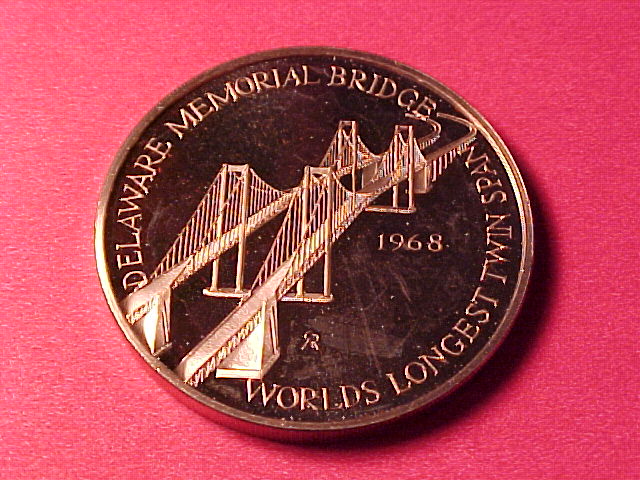 DELAWARE MEMORIAL BRIDGE
1968
WORLDS LONGEST TWIN SPAN